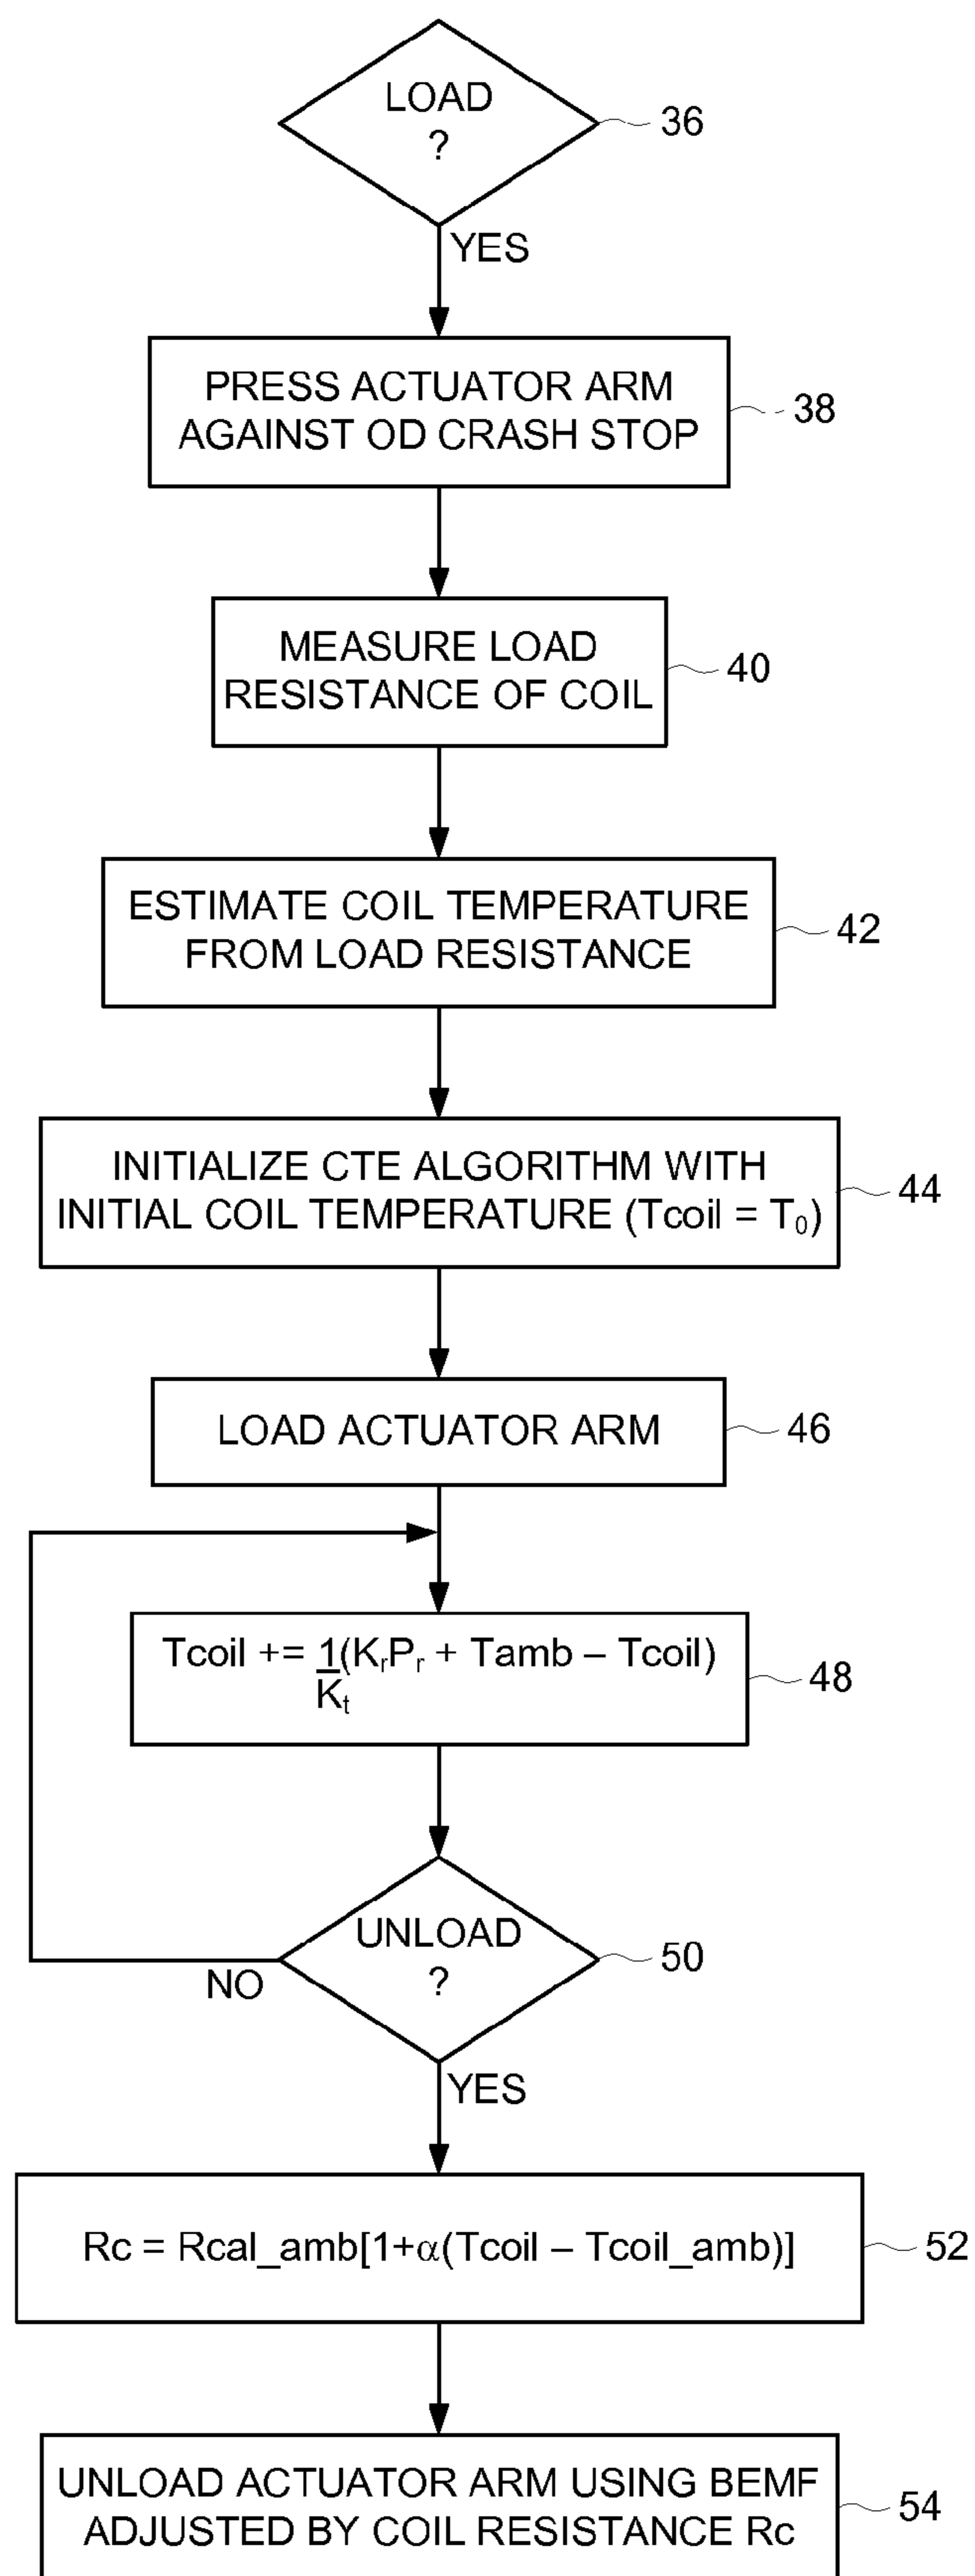 LOAD
?
36
YES
PRESS ACTUATOR ARM
AGAINST OD CRASH STOP
38
MEASURE LOAD
RESISTANCE OF COIL
40
ESTIMATE COIL TEMPERATURE
FROM LOAD RESISTANCE
42
INITIALIZE CTE ALGORITHM WITH
INITIAL COIL TEMPERATURE (Tcoil = T₀)
44
LOAD ACTUATOR ARM
46
Tcoil += 1/Kₜ(KᵣPᵣ + Tamb – Tcoil)
48
UNLOAD
?
50
NO
YES
Rc = Rcal_amb[1+α(Tcoil – Tcoil_amb)]
52
UNLOAD ACTUATOR ARM USING BEMF
ADJUSTED BY COIL RESISTANCE Rc
54